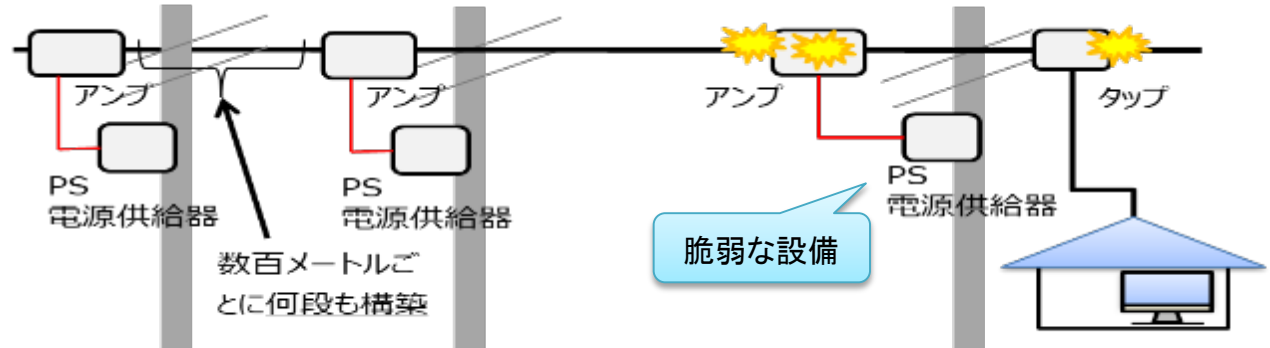 アンプ
アンプ
アンプ
タップ
PS
電源供給器
PS
電源供給器
PS
電源供給器
数百メートルご
とに何段も構築
脆弱な設備